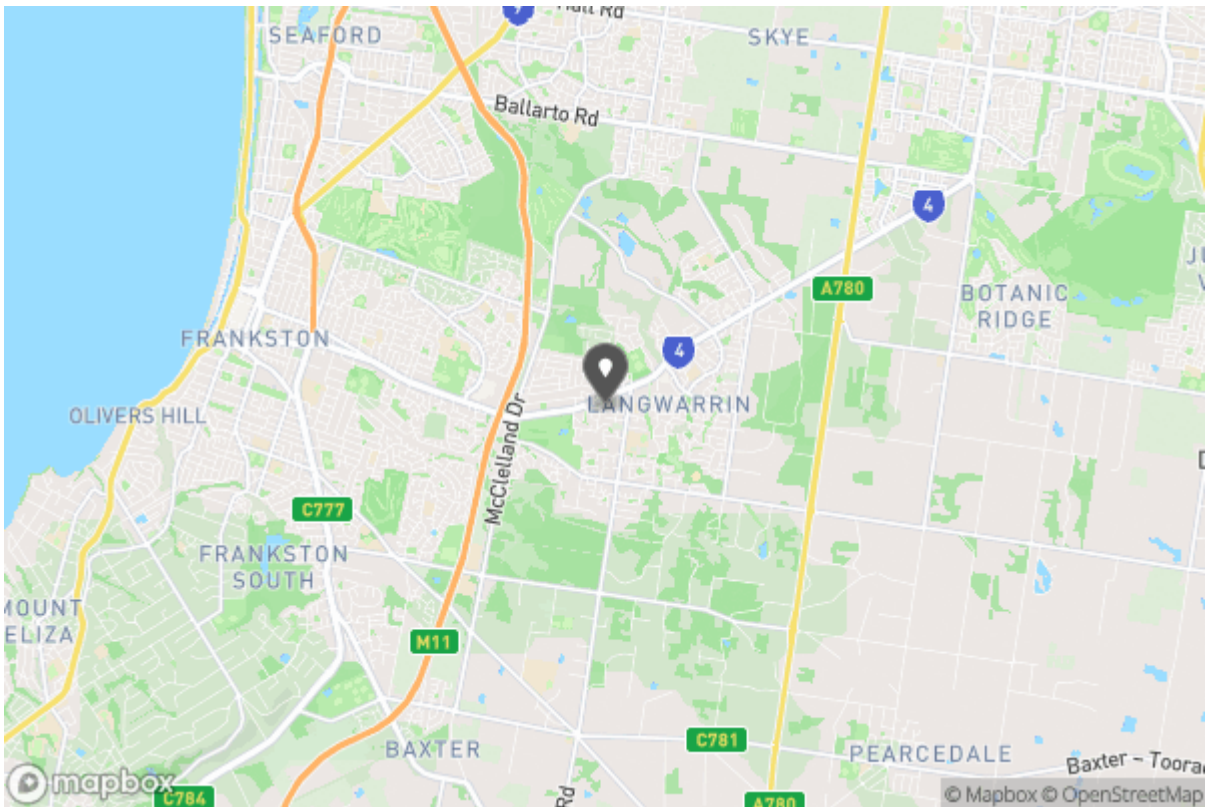 Hall Rd
SEAFORD
SKYE
Ballarto Rd
4
A780
BOTANIC
RIDGE
FRANKSTON
4
LANGWARRIN
OLIVERS HILL
McClelland Dr
C777
FRANKSTON
SOUTH
MOUNT
ELIZA
M11
C781
BAXTER
PEARCEDALE
Baxter – Toorad
mapbox
C784
Rd
A780
© Mapbox © OpenStreetMap